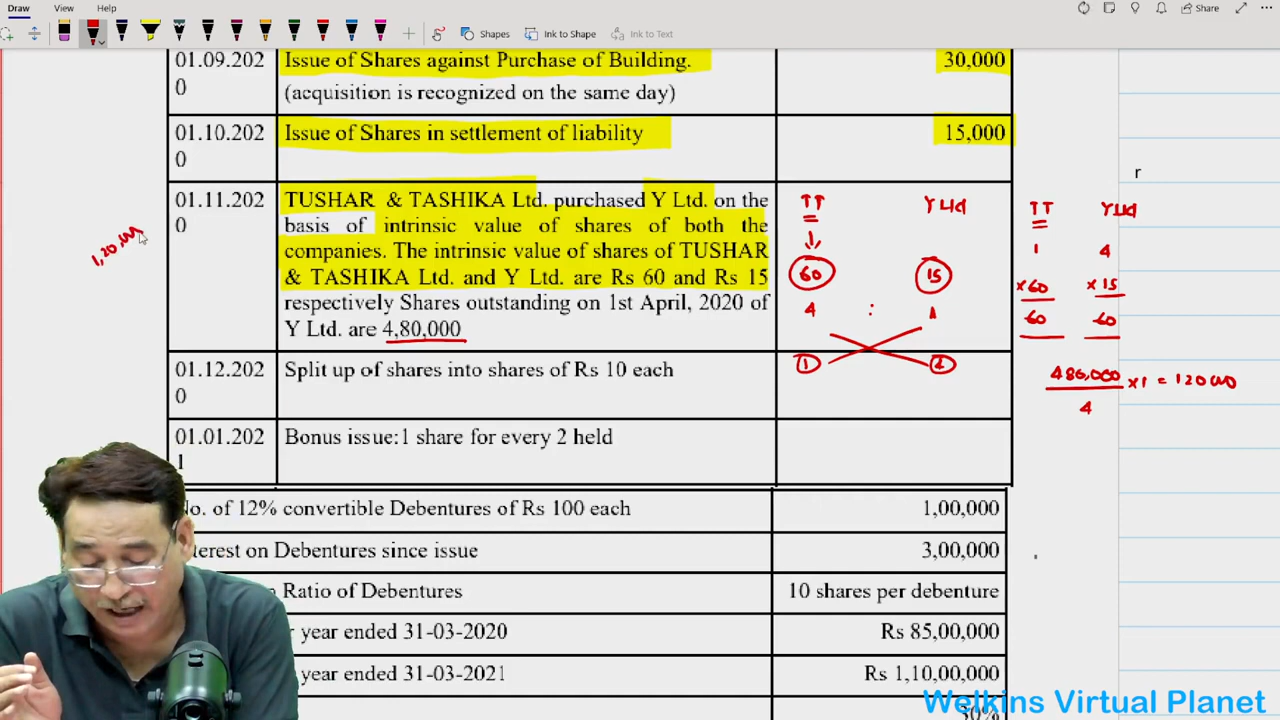 Draw View Help
Share
Shapes Ink to Shape Ink to Text
01.09.202 Issue of Shares against Purchase of Building. 30,000
0 (acquisition is recognized on the same day)
01.10.202 Issue of Shares in settlement of liability 15,000
0
r
01.11.202 TUSHAR & TASHIKA Ltd. purchased Y Ltd. on the TT Y Ltd TT Y Ltd
0 basis of intrinsic value of shares of both the
1,20,000
companies. The intrinsic value of shares of TUSHAR 1 4
& TASHIKA Ltd. and Y Ltd. are Rs 60 and Rs 15 60 15 ×60 ×15
respectively Shares outstanding on 1st April, 2020 of 4 : 1 60 60
Y Ltd. are 4,80,000
01.12.202 Split up of shares into shares of Rs 10 each 1
0
480,000 ×1 = 120000
4
01.01.202 Bonus issue:1 share for every 2 held
1
No. of 12% convertible Debentures of Rs 100 each 1,00,000
terest on Debentures since issue 3,00,000
Ratio of Debentures 10 shares per debenture
year ended 31-03-2020 Rs 85,00,000
year ended 31-03-2021 Rs 1,10,00,000
30%
Welkins Virtual Planet